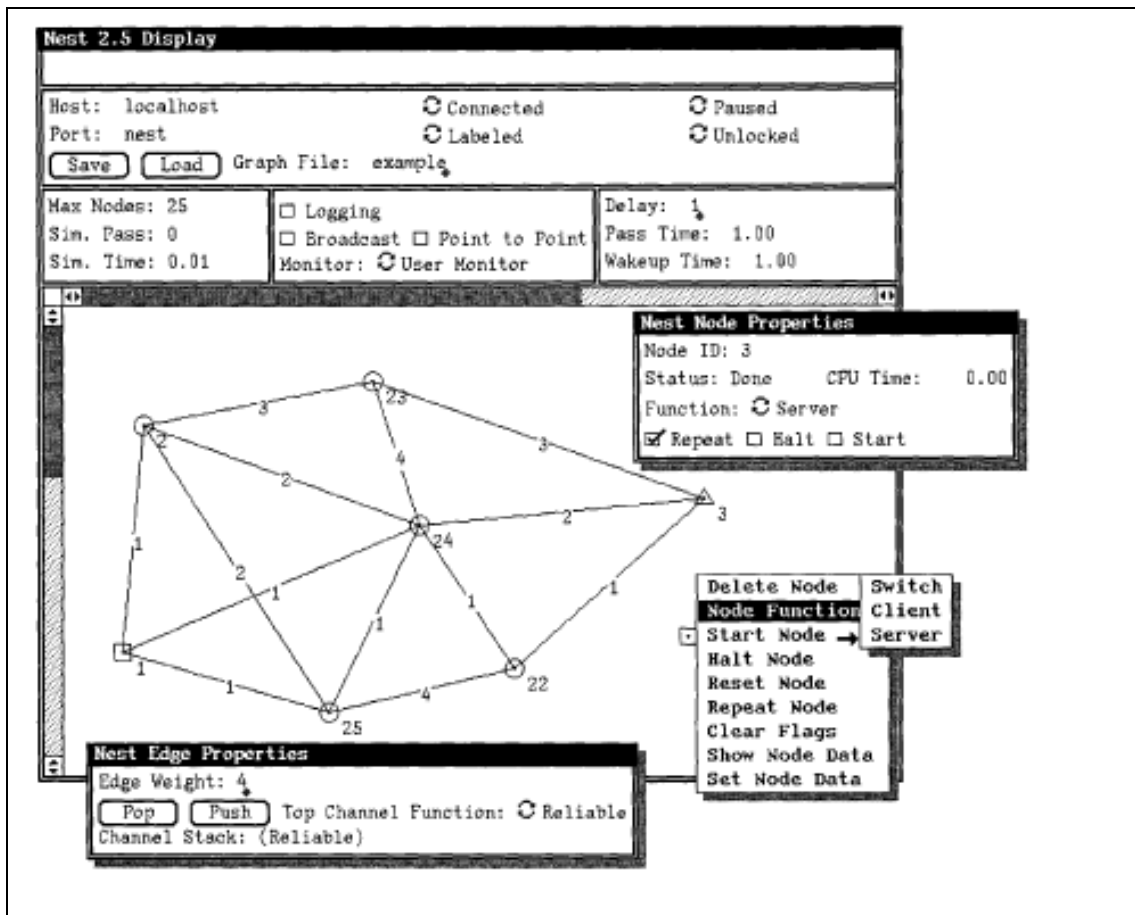 Nest 2.5 Display
Host: localhost Connected Paused
Port: nest Labeled Unlocked
Save Load Graph File: example
Max Nodes: 25
Sim. Pass: 0
Sim. Time: 0.01
Logging
Broadcast Point to Point
Monitor: User Monitor
Delay: 1
Pass Time: 1.00
Wakeup Time: 1.00
Nest Node Properties
Node ID: 3
Status: Done CPU Time: 0.00
Function: Server
Repeat Halt Start
23
3
2
4
3
2
2
3
24
1
2
1
1
1
1
1
1
4
22
25
Delete Node
Node Function
Start Node
Halt Node
Reset Node
Repeat Node
Clear Flags
Show Node Data
Set Node Data
Switch
Client
Server
Nest Edge Properties
Edge Weight: 4
Pop Push Top Channel Function: Reliable
Channel Stack: (Reliable)